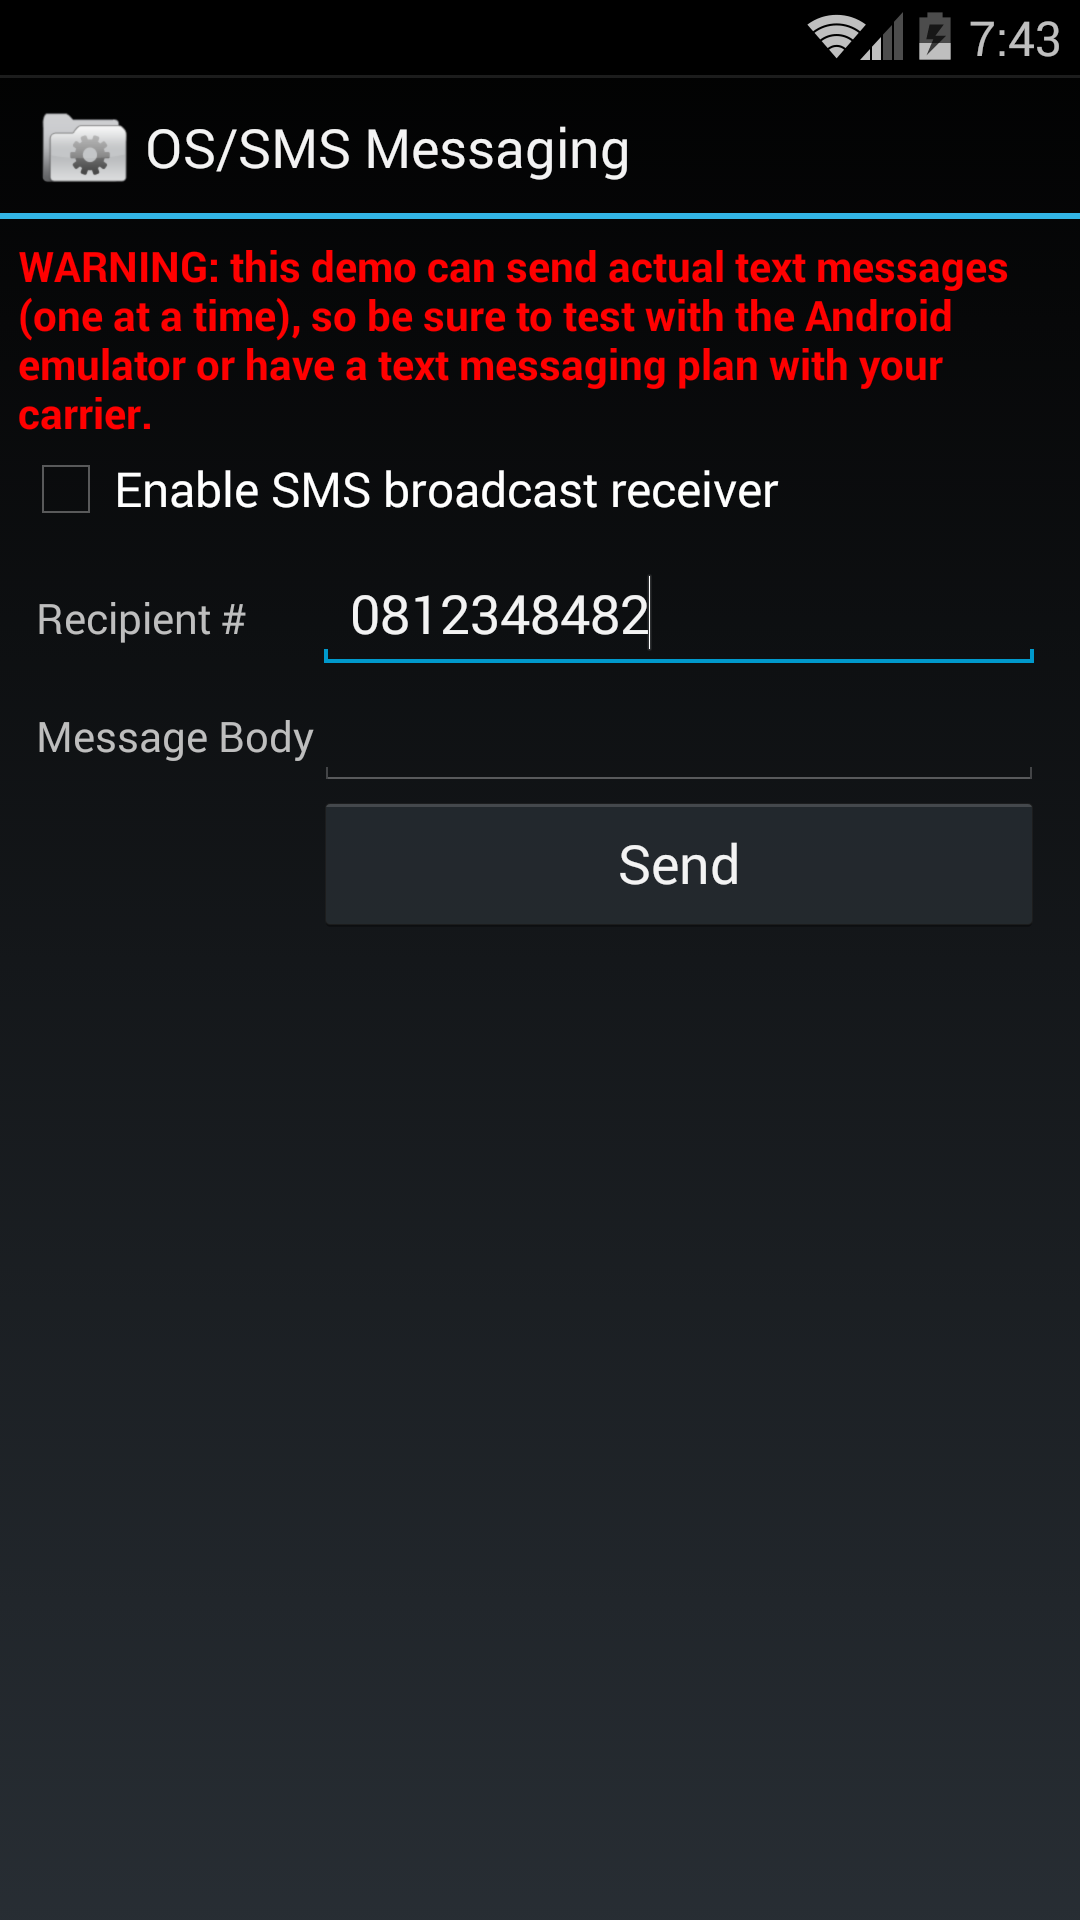 7:43
OS/SMS Messaging
WARNING: this demo can send actual text messages
(one at a time), so be sure to test with the Android
emulator or have a text messaging plan with your
carrier.
Enable SMS broadcast receiver
Recipient # 0812348482
Message Body
Send